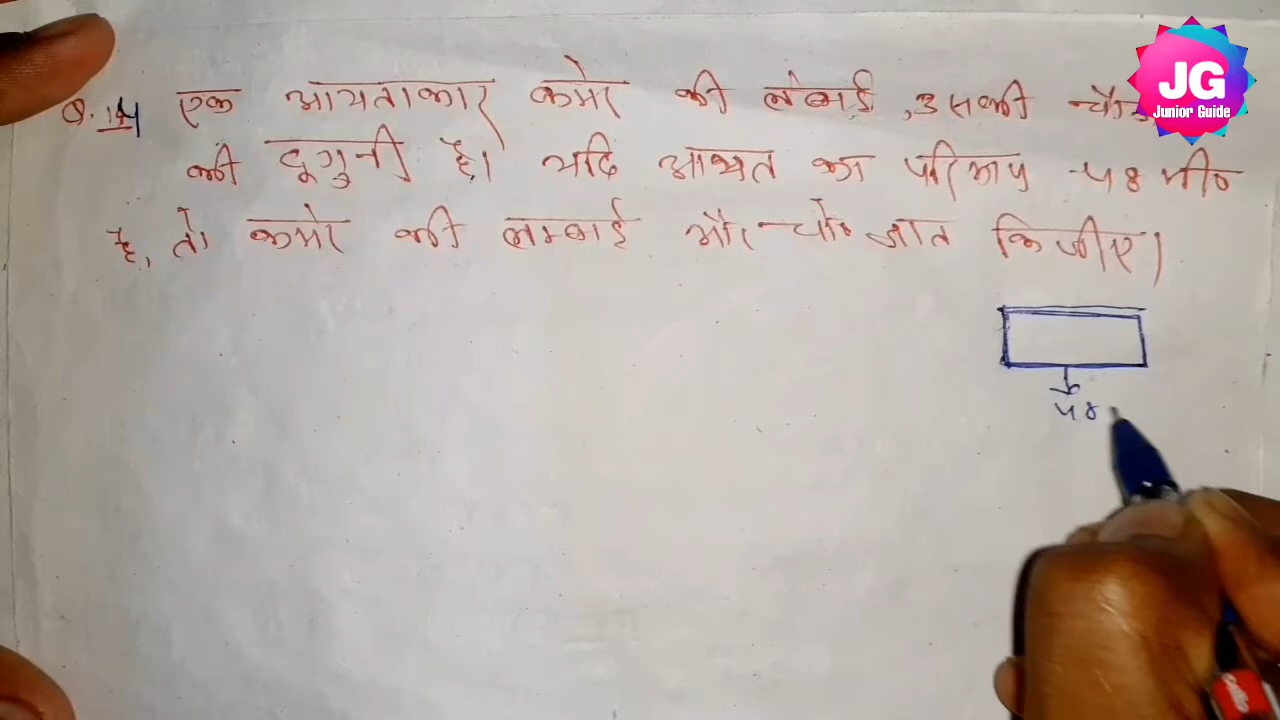 JG
Junior Guide
Q.14 एक आयताकार कमरे की लंबाई, उसकी
की दूगुनी है। यदि आयत का परिमाप 48 मी०
है, तो कमरे की लम्बाई और चौ० ज्ञात किजीए।
48